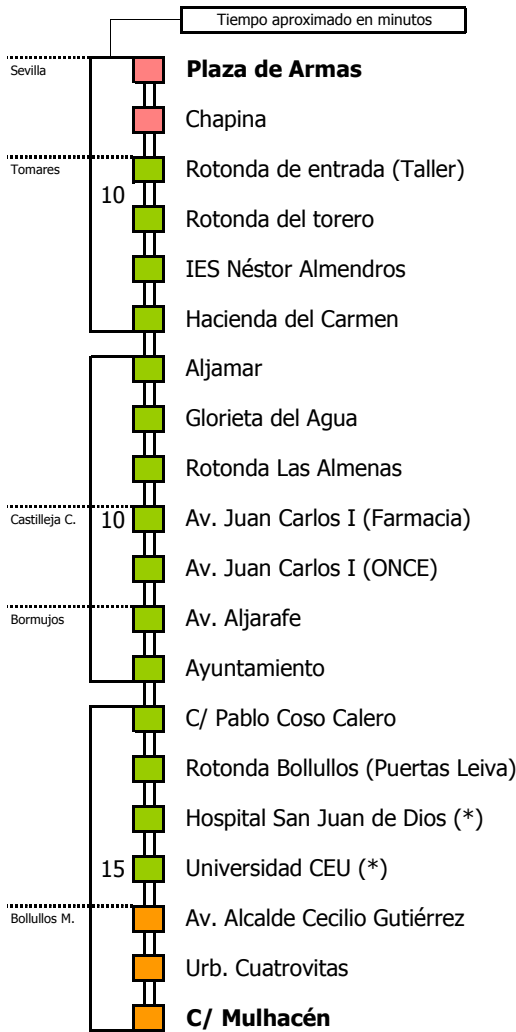 Tiempo aproximado en minutos
Sevilla
Plaza de Armas
Chapina
Tomares
Rotonda de entrada (Taller)
10
Rotonda del torero
IES Néstor Almendros
Hacienda del Carmen
Aljamar
Glorieta del Agua
Rotonda Las Almenas
Castilleja C.
10
Av. Juan Carlos I (Farmacia)
Av. Juan Carlos I (ONCE)
Bormujos
Av. Aljarafe
Ayuntamiento
C/ Pablo Coso Calero
Rotonda Bollullos (Puertas Leiva)
Hospital San Juan de Dios (*)
15
Universidad CEU (*)
Bollullos M.
Av. Alcalde Cecilio Gutiérrez
Urb. Cuatrovitas
C/ Mulhacén